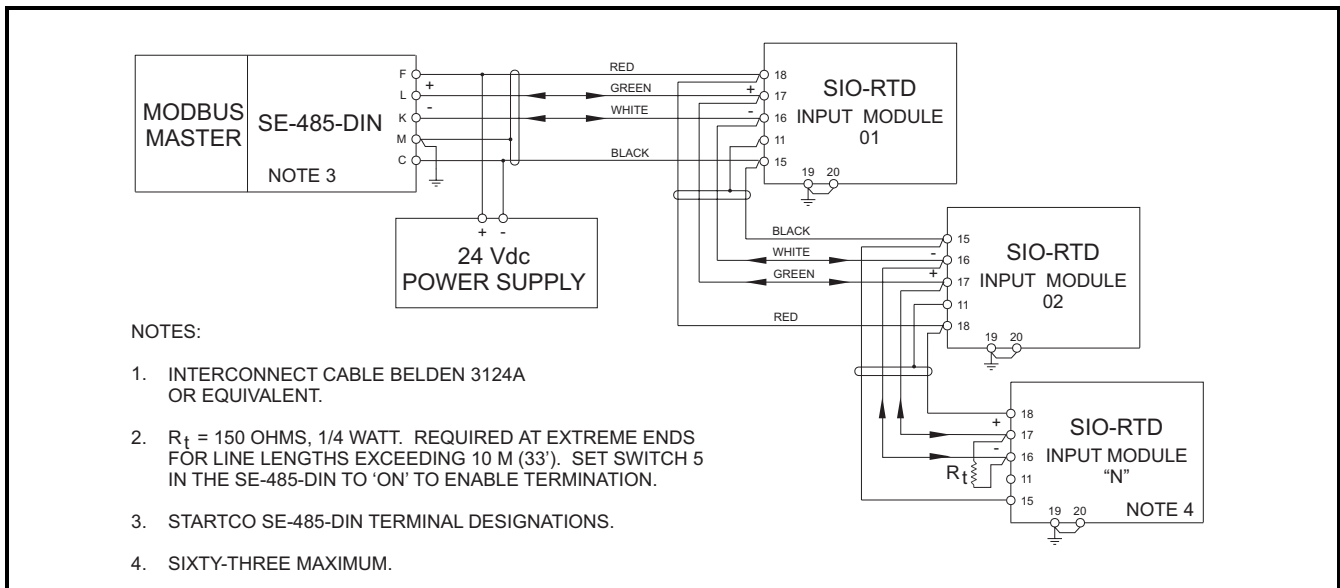 MODBUS
MASTER
SE-485-DIN
NOTE 3
F
L
K
M
C
+
-
RED
GREEN
WHITE
BLACK
+
-
18
17
16
11
15
SIO-RTD
INPUT MODULE
01
19 20
+ -
24 Vdc
POWER SUPPLY
BLACK
WHITE
GREEN
RED
-
+
15
16
17
11
18
SIO-RTD
INPUT MODULE
02
19 20
+
-
18
17
16
11
15
Rt
SIO-RTD
INPUT MODULE
“N”
NOTE 4
19 20
NOTES:
1. INTERCONNECT CABLE BELDEN 3124A
OR EQUIVALENT.
2. Rt = 150 OHMS, 1/4 WATT. REQUIRED AT EXTREME ENDS
FOR LINE LENGTHS EXCEEDING 10 M (33'). SET SWITCH 5
IN THE SE-485-DIN TO ‘ON’ TO ENABLE TERMINATION.
3. STARTCO SE-485-DIN TERMINAL DESIGNATIONS.
4. SIXTY-THREE MAXIMUM.